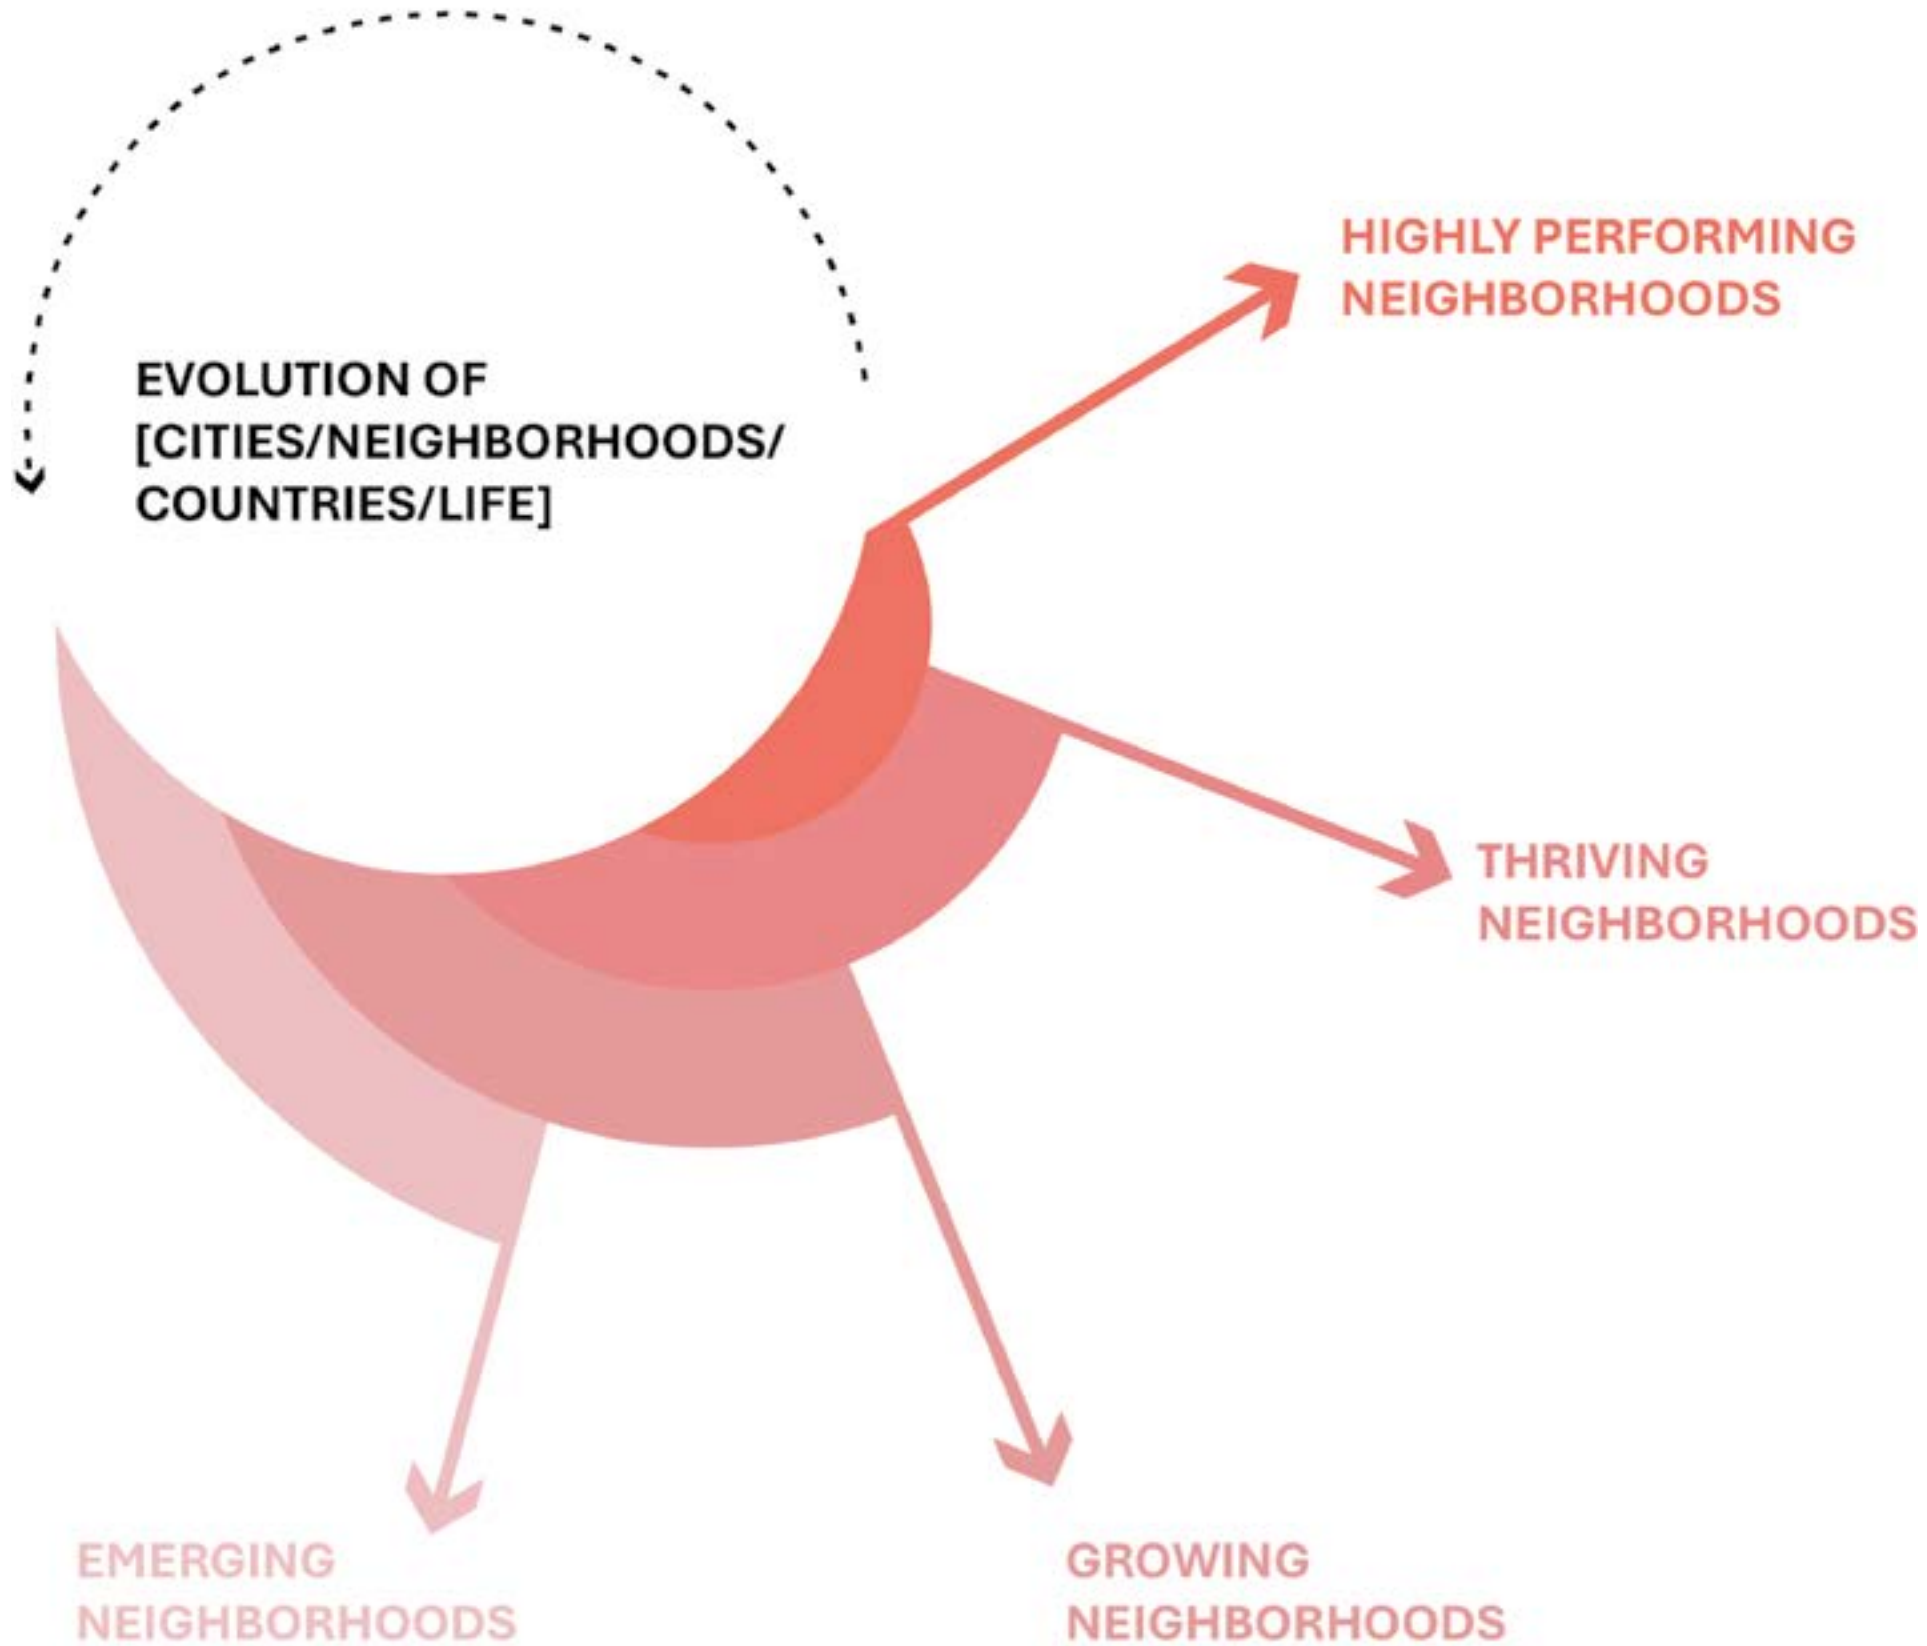 EVOLUTION OF
[CITIES/NEIGHBORHOODS/
COUNTRIES/LIFE]
HIGHLY PERFORMING
NEIGHBORHOODS
THRIVING
NEIGHBORHOODS
GROWING
NEIGHBORHOODS
EMERGING
NEIGHBORHOODS